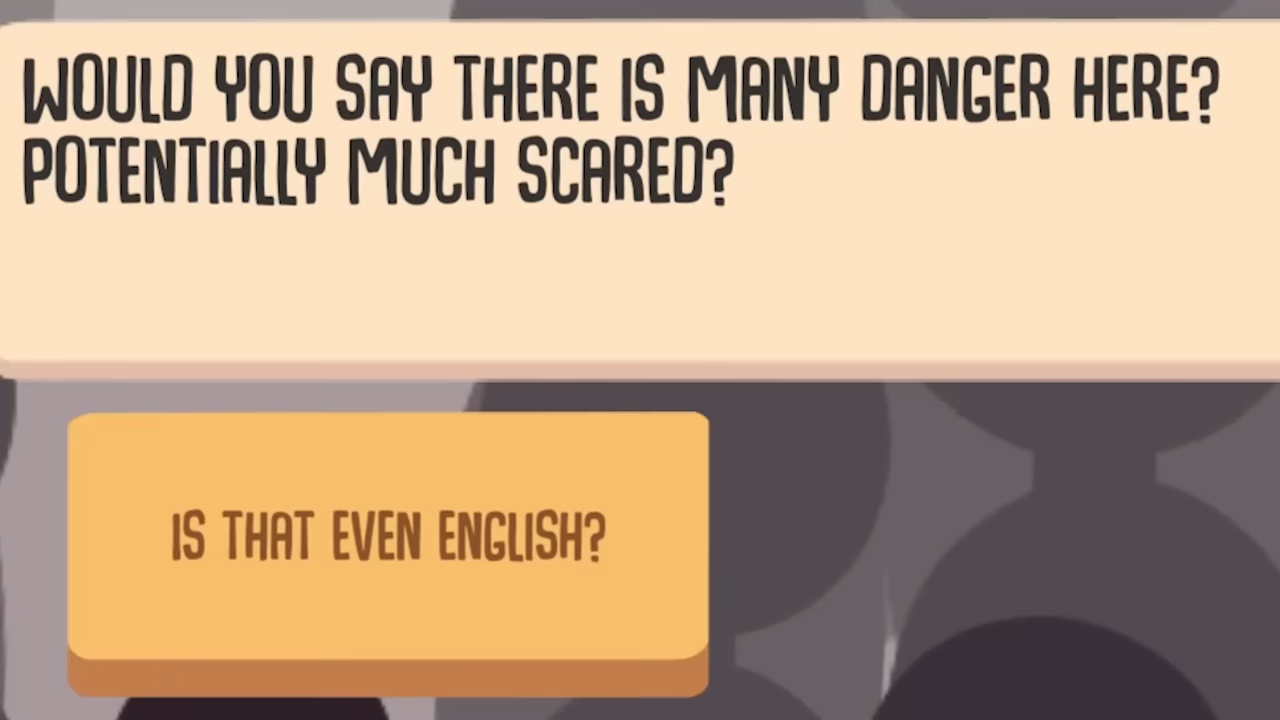 WOULD YOU SAY THERE IS MANY DANGER HERE?
POTENTIALLY MUCH SCARED?
IS THAT EVEN ENGLISH?